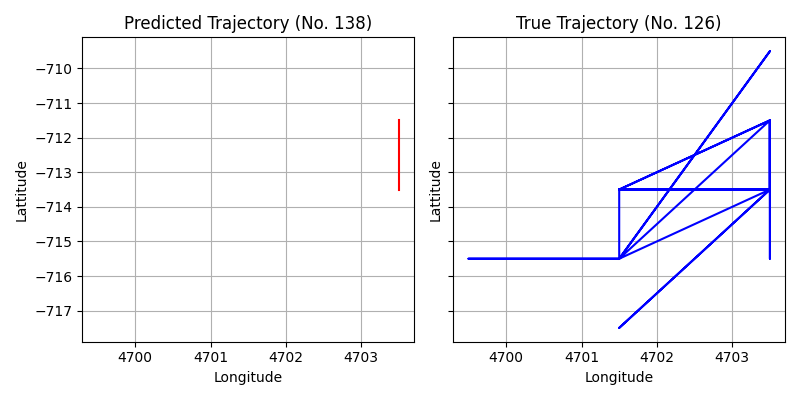 Predicted Trajectory (No. 138)
True Trajectory (No. 126)
Lattitude
−710
−711
−712
−713
−714
−715
−716
−717
4700
4701
4702
4703
Longitude
Lattitude
4700
4701
4702
4703
Longitude